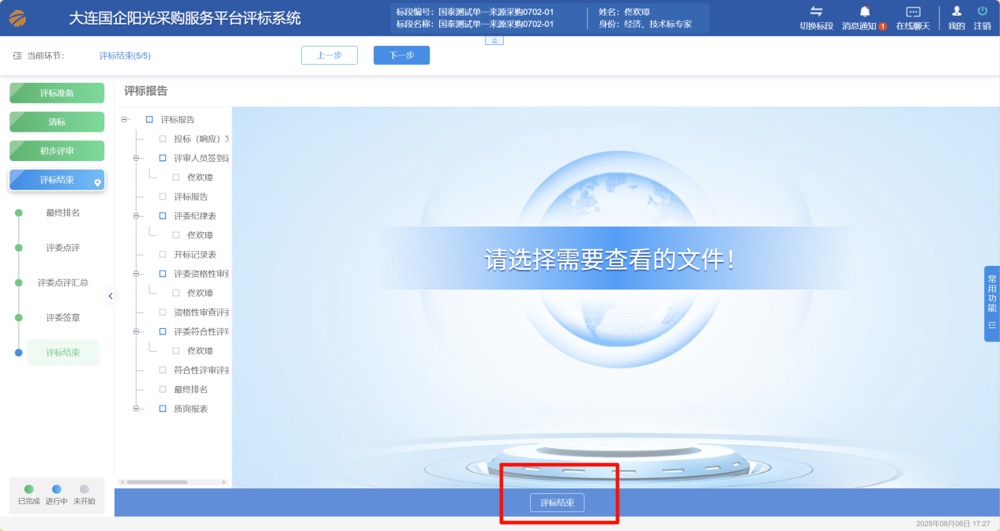 大连国企阳光采购服务平台评标系统
标段编号：国泰测试单一来源采购0702-01
标段名称：国泰测试单一来源采购0702-01
姓名：佟欢璋
身份：经济、技术标专家
切换标段
消息通知 1
在线聊天
我的
注销
当前环节：
评标结束(5/5)
上一步
下一步
评标准备
清标
初步评审
评标结束
最终排名
评委点评
评委点评汇总
评委签章
评标结束
已完成
进行中
未开始
评标报告
评标报告
投标（响应）
评审人员签到
佟欢璋
评标报告
评委纪律表
佟欢璋
开标记录表
评委资格性审
佟欢璋
资格性审查评
评委符合性评
佟欢璋
符合性评审评
最终排名
质询报表
请选择需要查看的文件！
常用功能
评标结束
2025年08月06日 17:27